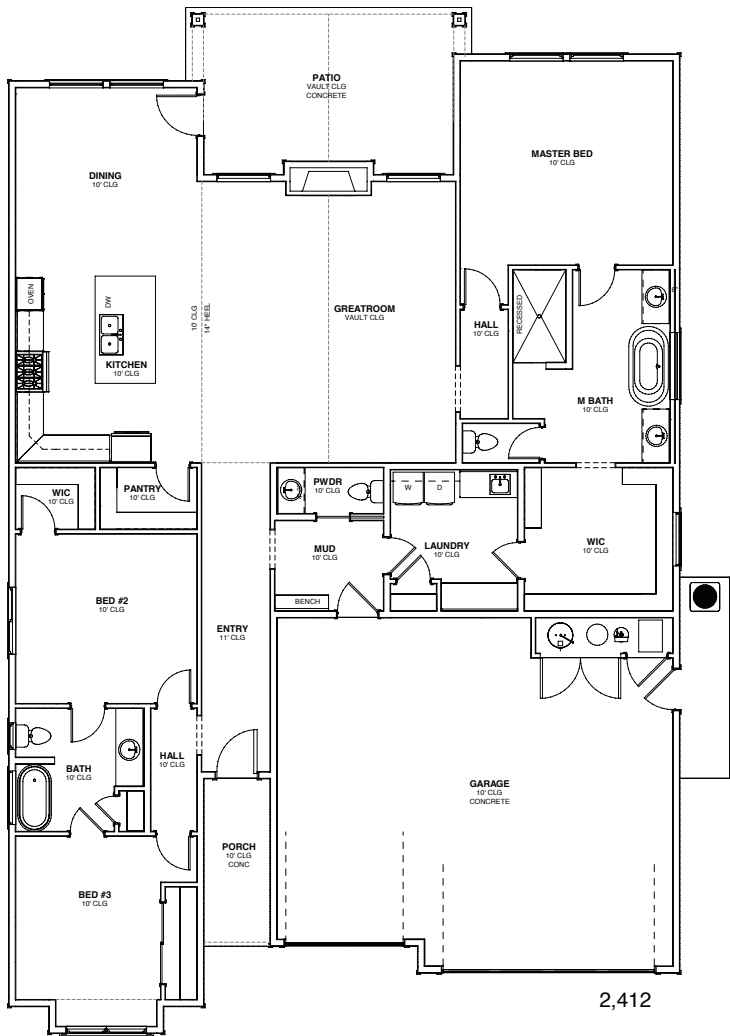 PATIO
VAULT CLG
CONCRETE
MASTER BED
10' CLG
DINING
10' CLG
OVEN
DW
KITCHEN
10' CLG
10' CLG
14" HEEL
GREATROOM
VAULT CLG
HALL
10' CLG
RECESSED
M BATH
10' CLG
WIC
10' CLG
PANTRY
10' CLG
PWDR
10' CLG
W
D
MUD
10' CLG
LAUNDRY
10' CLG
WIC
10' CLG
BENCH
BED #2
10' CLG
ENTRY
11' CLG
BATH
10' CLG
HALL
10' CLG
GARAGE
10' CLG
CONCRETE
PORCH
10' CLG
CONC
BED #3
10' CLG
2,412